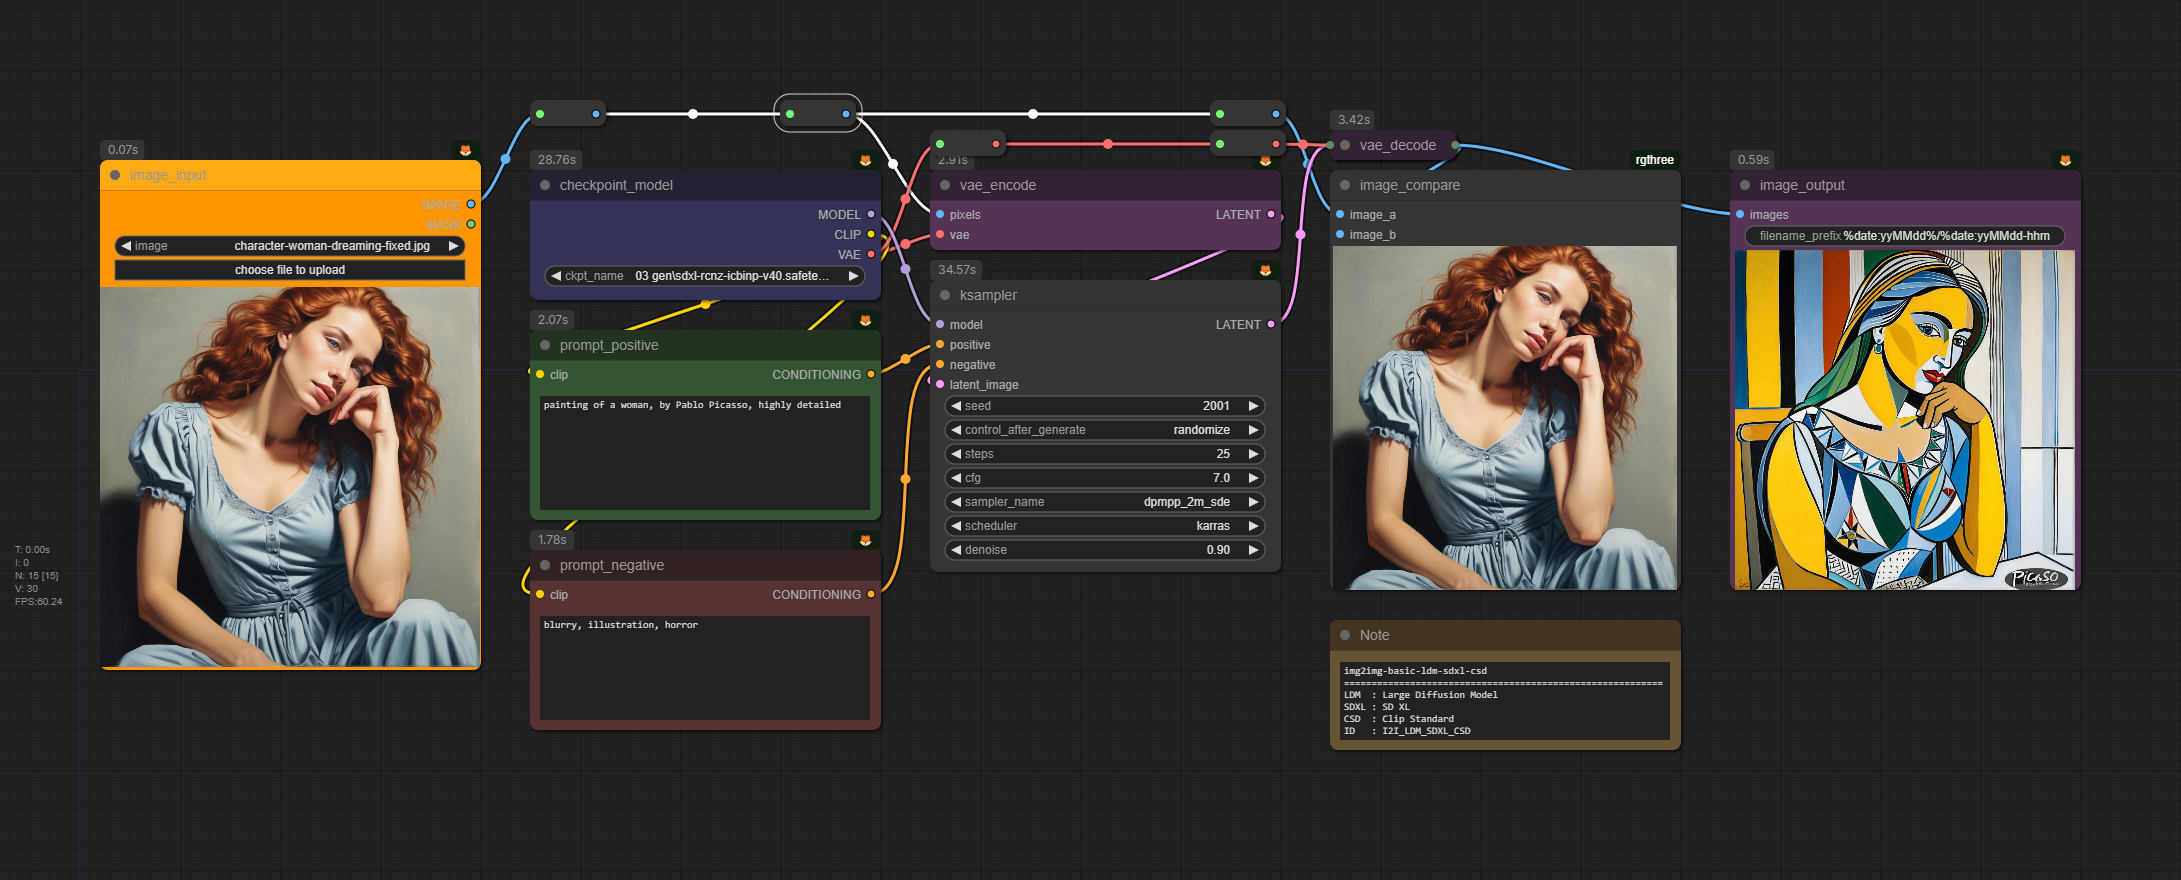 0.07s
image_input
IMAGE
MASK
image character-woman-dreaming-fixed.jpg
choose file to upload
T: 0.00s
I: 0
N: 15 [15]
V: 30
FPS:60.24
28.76s
checkpoint_model
MODEL
CLIP
VAE
ckpt_name 03 gen\sdxl-rcnz-icbinp-v40.safete...
2.07s
prompt_positive
clip CONDITIONING
painting of a woman, by Pablo Picasso, highly detailed
1.78s
prompt_negative
clip CONDITIONING
blurry, illustration, horror
2.91s
vae_encode
pixels LATENT
vae
34.57s
ksampler
model LATENT
positive
negative
latent_image
seed 2001
control_after_generate randomize
steps 25
cfg 7.0
sampler_name dpmpp_2m_sde
scheduler karras
denoise 0.90
3.42s
vae_decode
rgthree
image_compare
image_a
image_b
Note
img2img-basic-ldm-sdxl-csd
==========================================================
LDM : Large Diffusion Model
SDXL : SD XL
CSD : Clip Standard
ID : I2I_LDM_SDXL_CSD
0.59s
image_output
images
filename_prefix %date:yyMMdd%/%date:yyMMdd-hhm
Picaso